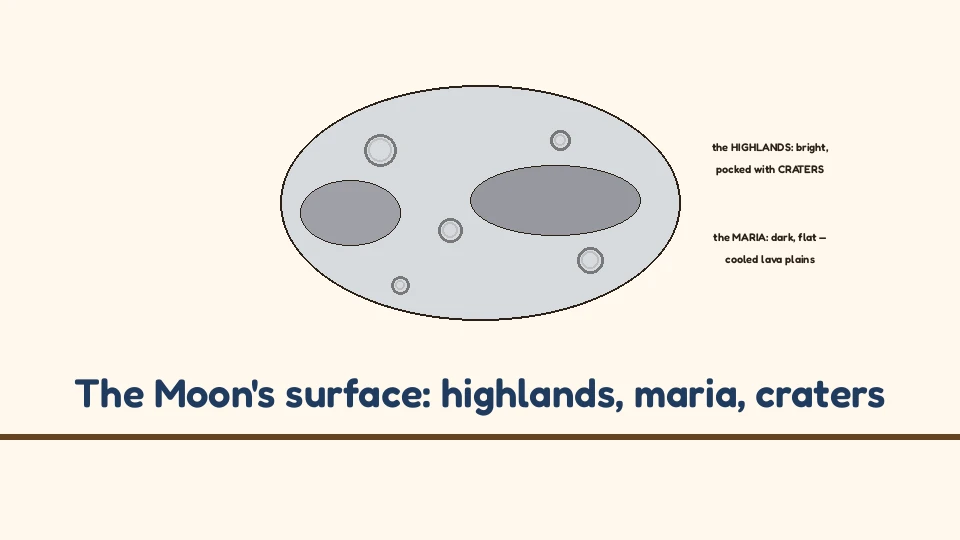 the HIGHLANDS: bright,
pocked with CRATERS
the MARIA: dark, flat —
cooled lava plains
The Moon's surface: highlands, maria, craters